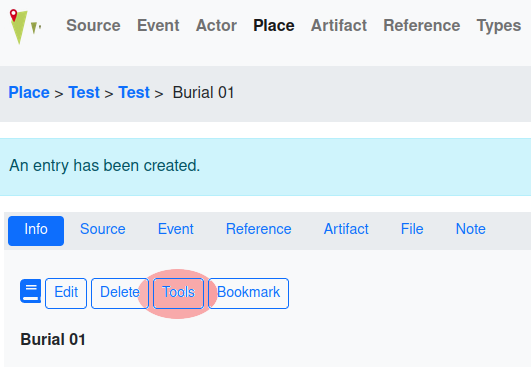 Source Event Actor Place Artifact Reference Types
Place > Test > Test > Burial 01
An entry has been created.
Info Source Event Reference Artifact File Note
Edit Delete Tools Bookmark
Burial 01